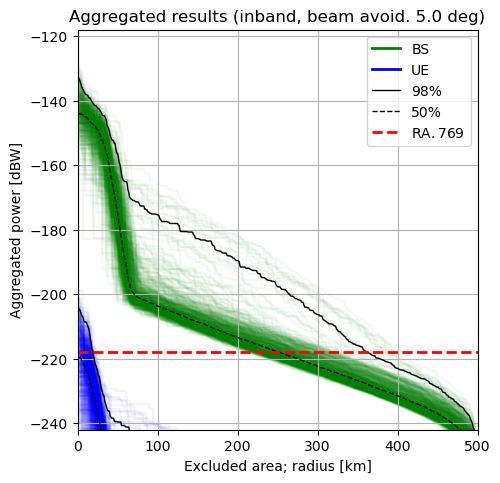 Aggregated results (inband, beam avoid. 5.0 deg)
BS
UE
98%
50%
RA.769
Aggregated power [dBW]
−120
−140
−160
−180
−200
−220
−240
0
100
200
300
400
500
Excluded area; radius [km]